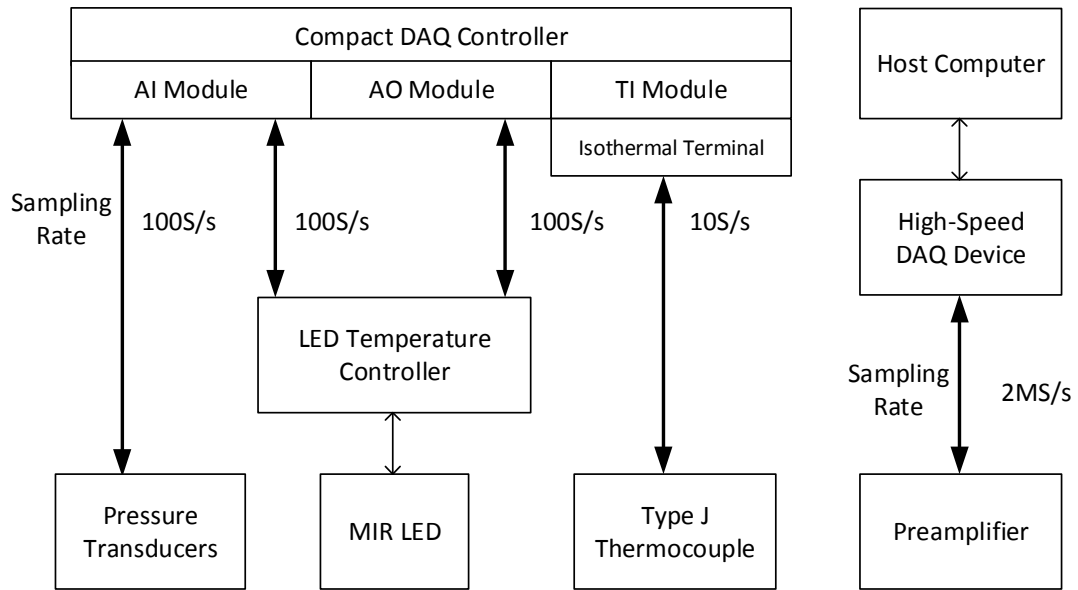 Compact DAQ Controller
AI Module
AO Module
TI Module
Isothermal Terminal
Host Computer
Sampling
Rate
100S/s
100S/s
100S/s
10S/s
High-Speed
DAQ Device
LED Temperature
Controller
Sampling
Rate
2MS/s
Pressure
Transducers
MIR LED
Type J
Thermocouple
Preamplifier